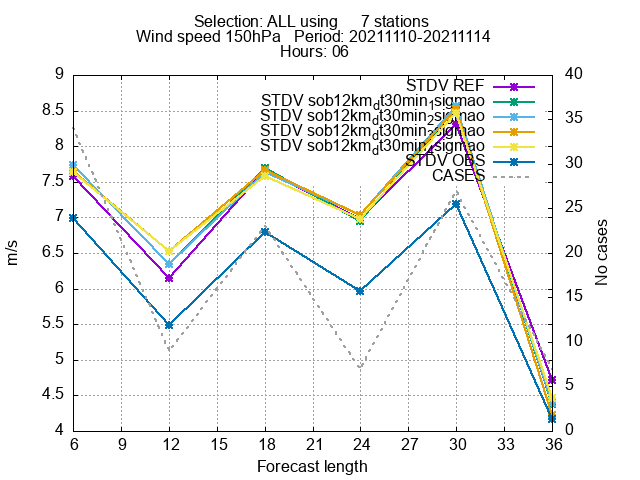 Selection: ALL using 7 stations
Wind speed 150hPa Period: 20211110-20211114
Hours: 06
STDV REF
STDV sob12km_dt30min_1sigmao
STDV sob12km_dt30min_2sigmao
STDV sob12km_dt30min_3sigmao
STDV sob12km_dt30min_4sigmao
STDV OBS
CASES
9
8.5
8
7.5
7
6.5
6
5.5
5
4.5
4
m/s
40
35
30
25
20
15
10
5
0
No cases
6 9 12 15 18 21 24 27 30 33 36
Forecast length